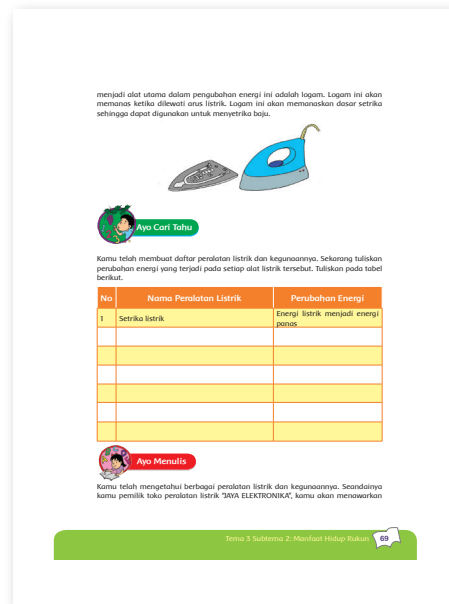 menjadi alat utama dalam pengubahan energi ini adalah logam. Logam ini akan
memanas ketika dilewati arus listrik. Logam ini akan memanaskan dasar setrika
sehingga dapat digunakan untuk menyetrika baju.
Ayo Cari Tahu
Kamu telah membuat daftar peralatan listrik dan kegunaannya. Sekarang tuliskan
perubahan energi yang terjadi pada setiap alat listrik tersebut. Tuliskan pada tabel
berikut.
No Nama Peralatan Listrik Perubahan Energi
1 Setrika listrik Energi listrik menjadi energi
panas
Ayo Menulis
Kamu telah mengetahui berbagai peralatan listrik dan kegunaannya. Seandainya
kamu pemilik toko peralatan listrik "JAYA ELEKTRONIKA", kamu akan menawarkan
Tema 3 Subtema 2: Manfaat Hidup Rukun 69